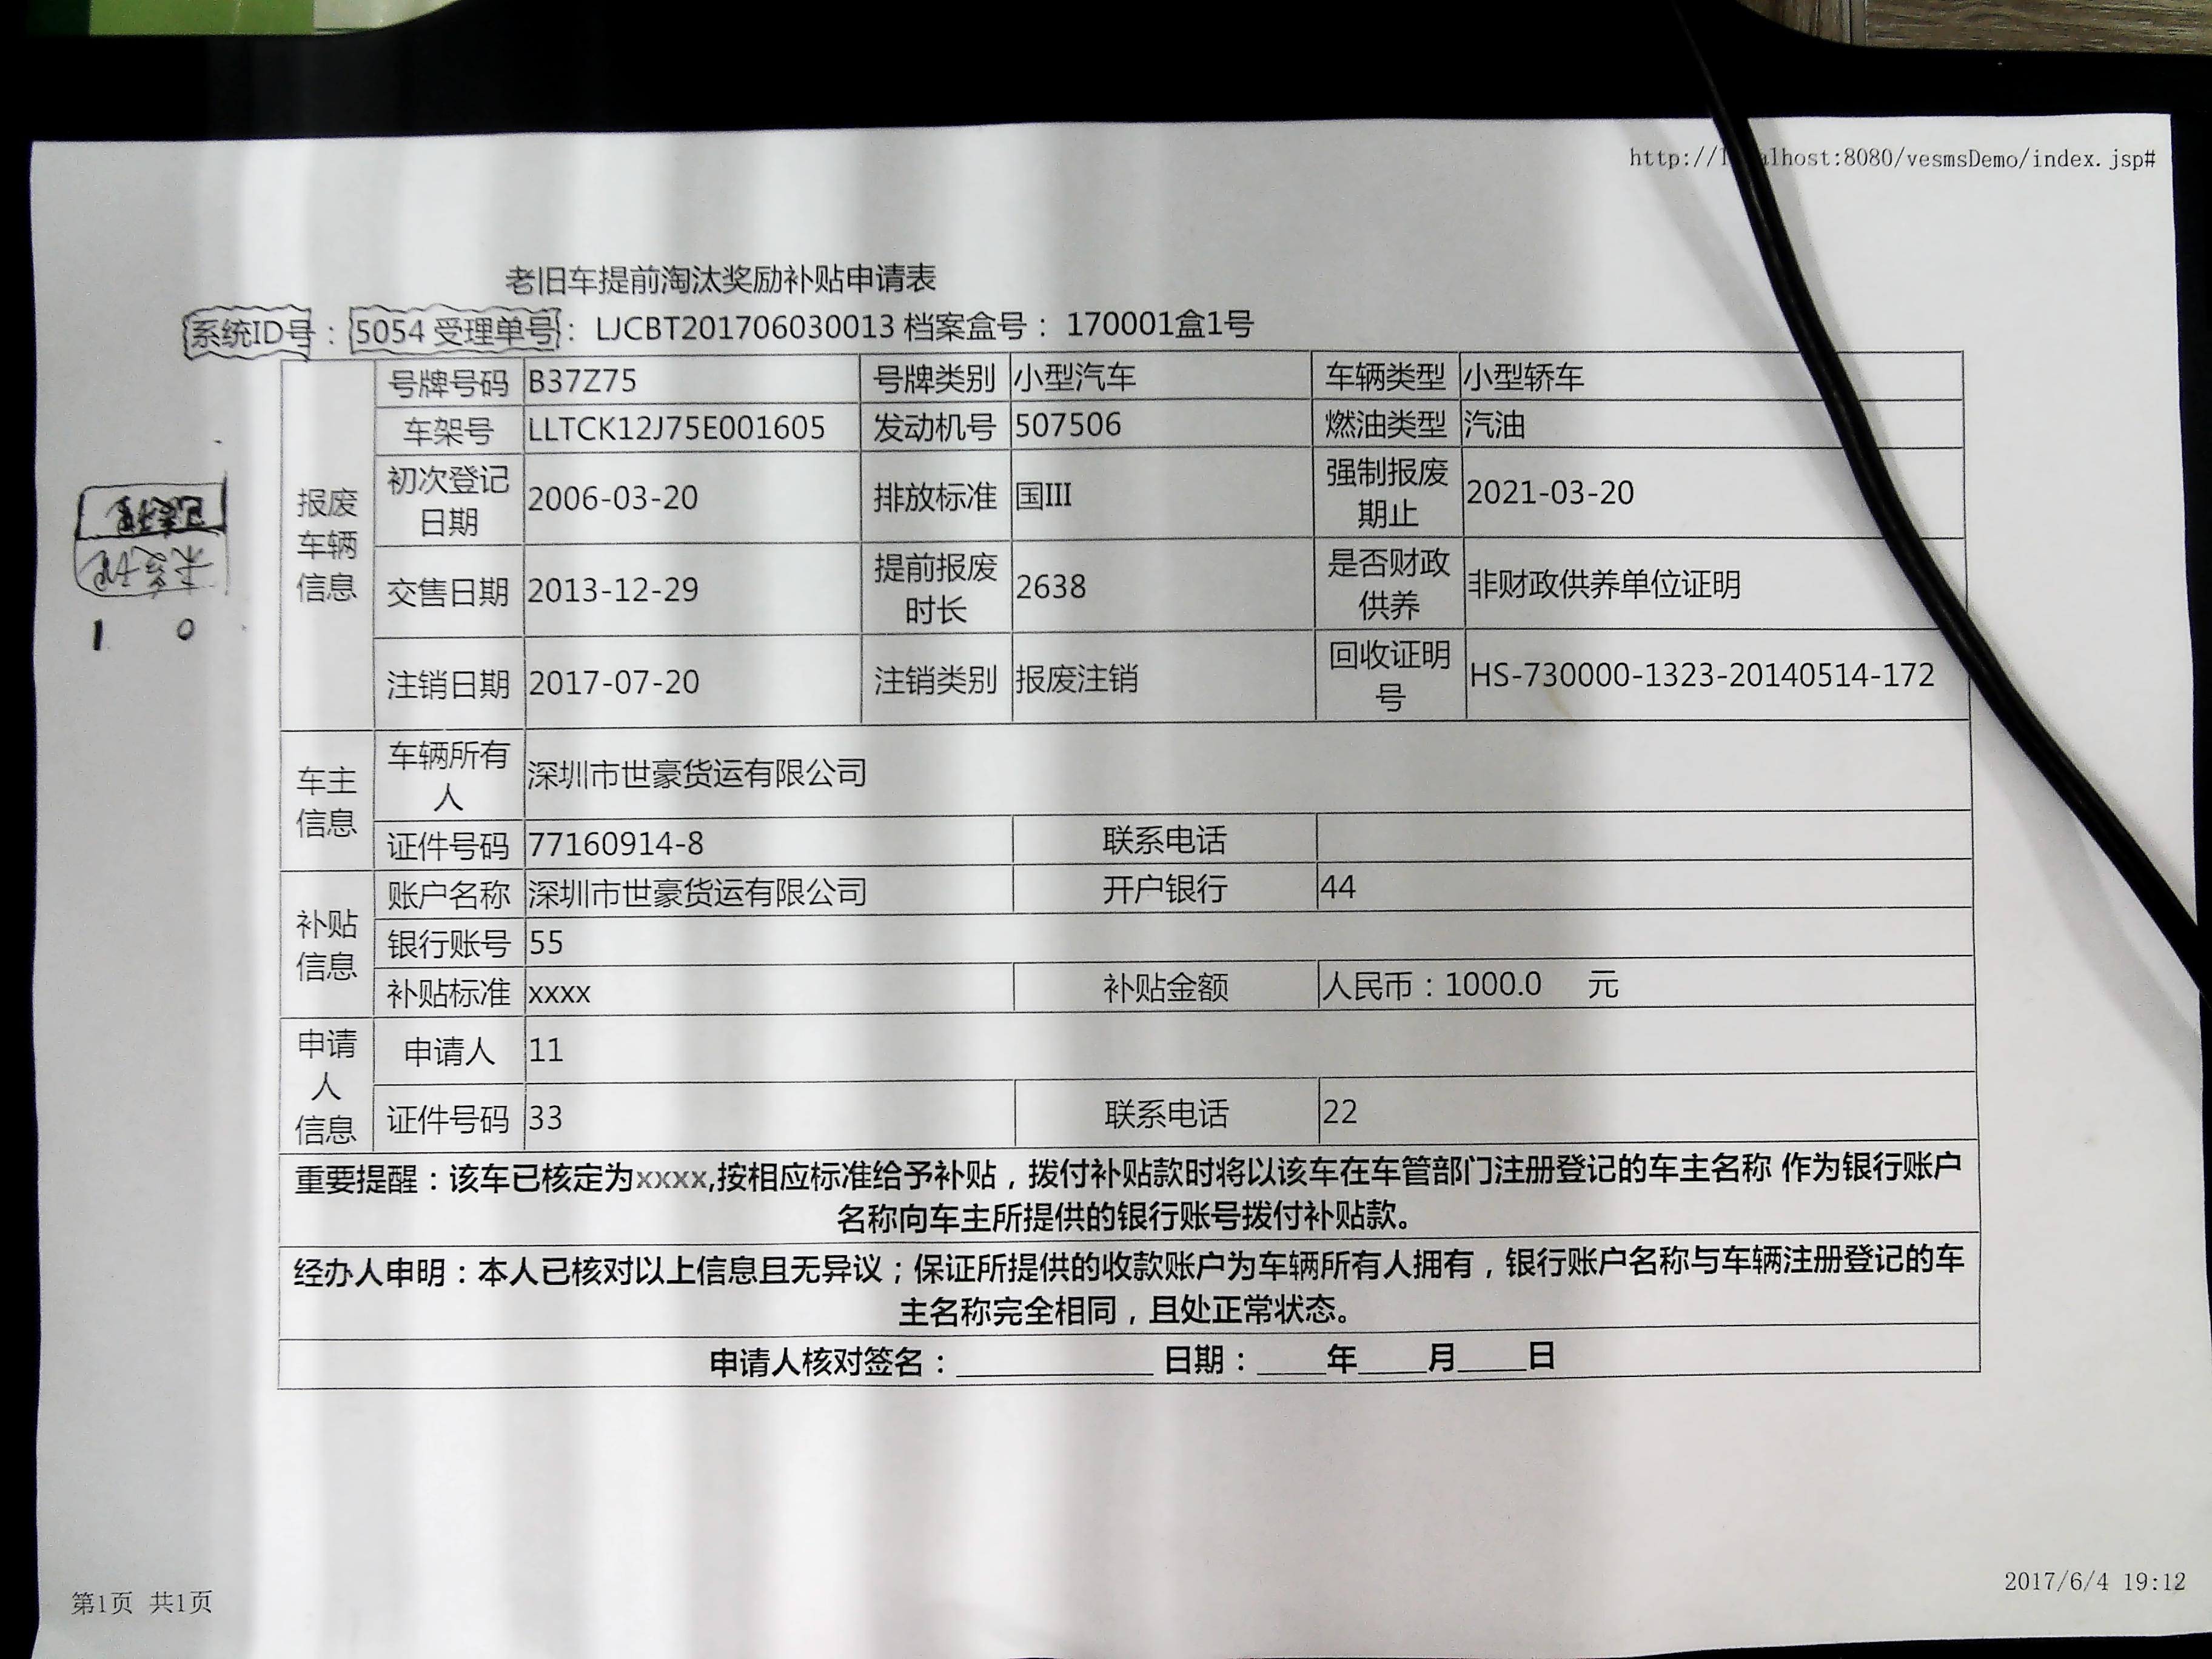 老旧车提前淘汰奖励补贴申请表
系统ID号：5054 受理单号：LJCBT201706030013 档案盒号：170001盒1号
报废车辆信息
号牌号码 B37Z75 号牌类别 小型汽车 车辆类型 小型轿车
车架号 LLTCK12J75E001605 发动机号 507506 燃油类型 汽油
初次登记日期 2006-03-20 排放标准 国III 强制报废期止 2021-03-20
交售日期 2013-12-29 提前报废时长 2638 是否财政供养 非财政供养单位证明
注销日期 2017-07-20 注销类别 报废注销 回收证明号 HS-730000-1323-20140514-172
车主信息
车辆所有人 深圳市世豪货运有限公司
证件号码 77160914-8 联系电话
补贴信息
账户名称 深圳市世豪货运有限公司 开户银行 44
银行账号 55
补贴标准 xxxx 补贴金额 人民币：1000.0 元
申请人信息
申请人 11
证件号码 33 联系电话 22
重要提醒：该车已核定为xxxx,按相应标准给予补贴，拨付补贴款时将以该车在车管部门注册登记的车主名称 作为银行账户
名称向车主所提供的银行账号拨付补贴款。
经办人申明：本人已核对以上信息且无异议；保证所提供的收款账户为车辆所有人拥有，银行账户名称与车辆注册登记的车
主名称完全相同，且处正常状态。
申请人核对签名：____________ 日期：____年____月____日
1 0
第1页 共1页
2017/6/4 19:12